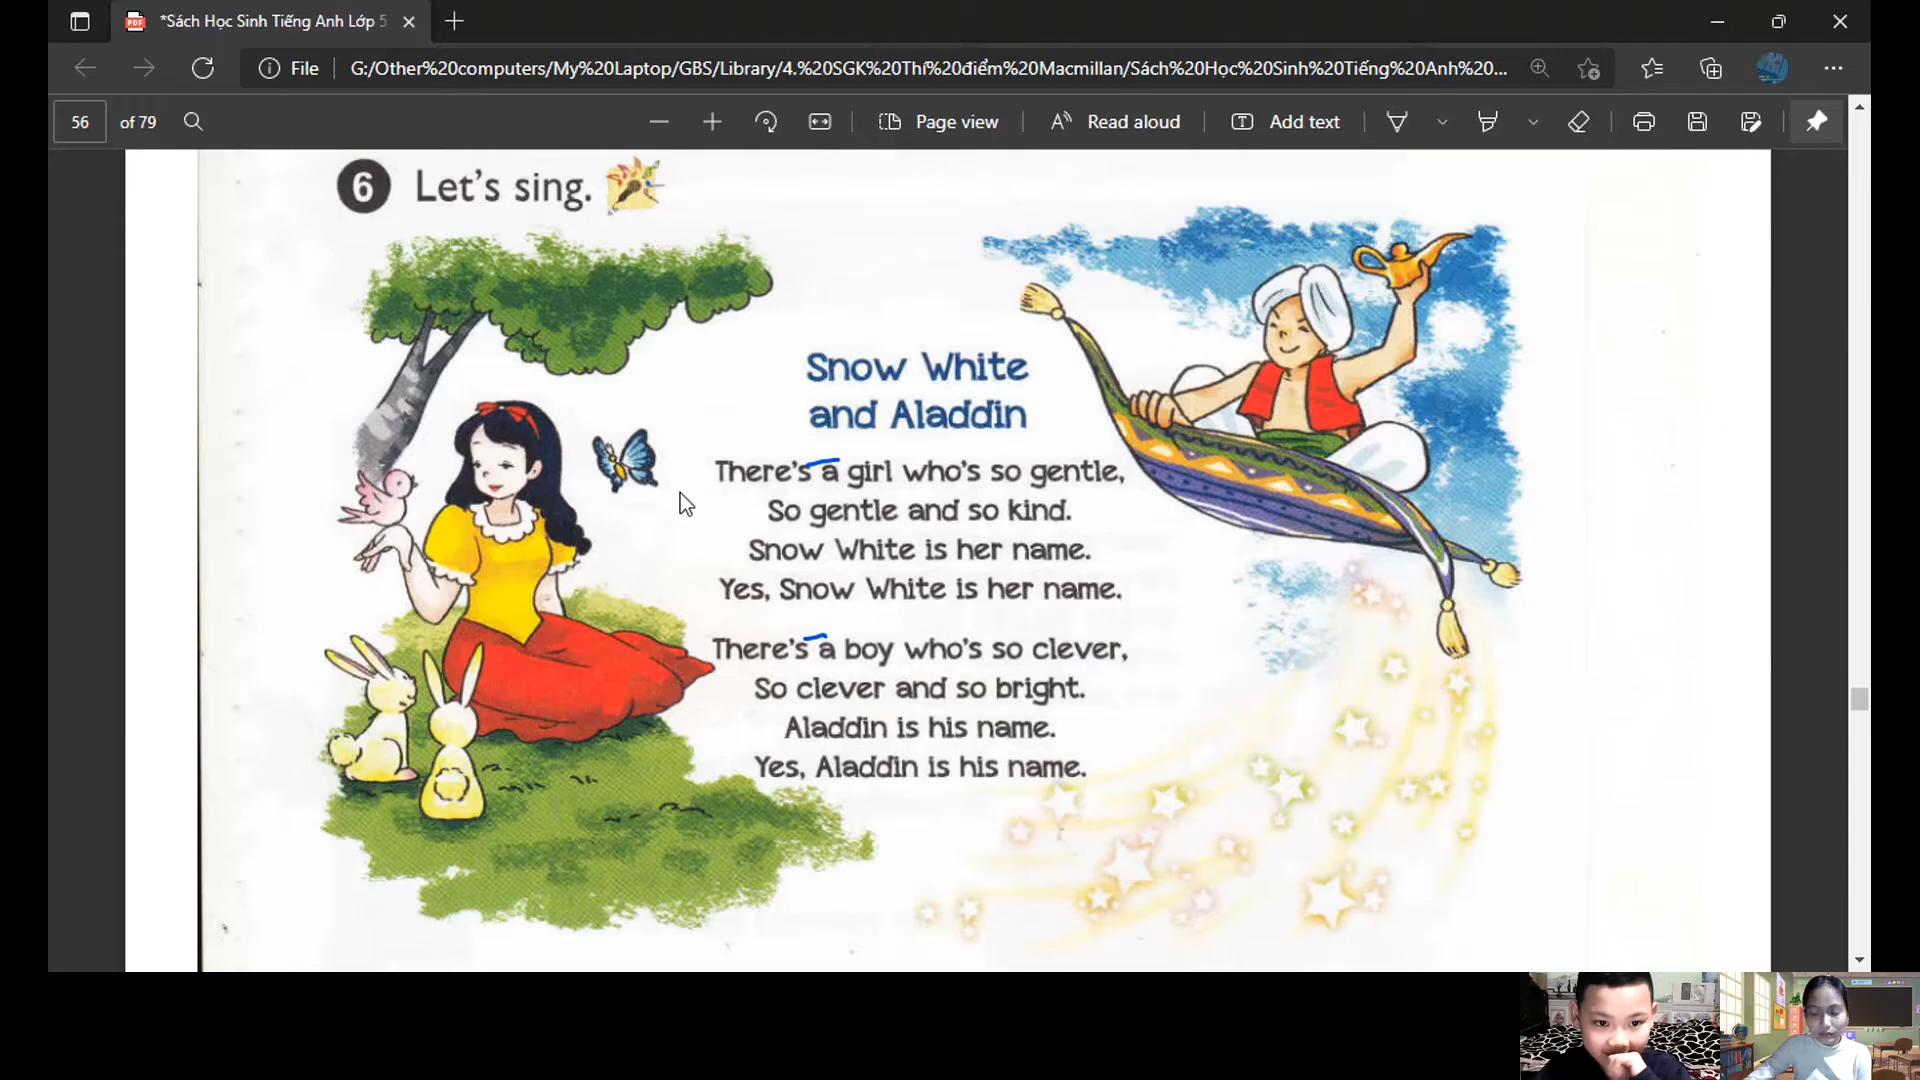 *Sách Học Sinh Tiếng Anh Lớp 5
File
G:/Other%20computers/My%20Laptop/GBS/Library/4.%20SGK%20Thí%20điểm%20Macmillan/Sách%20Học%20Sinh%20Tiếng%20Anh%20...
56 of 79
Page view
Read aloud
Add text
6 Let's sing.
Snow White
and Aladdin
There's a girl who's so gentle,
So gentle and so kind.
Snow White is her name.
Yes, Snow White is her name.
There's a boy who's so clever,
So clever and so bright.
Aladdin is his name.
Yes, Aladdin is his name.